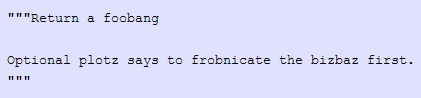 """Return a foobang

Optional plotz says to frobnicate the bizbaz first.
"""